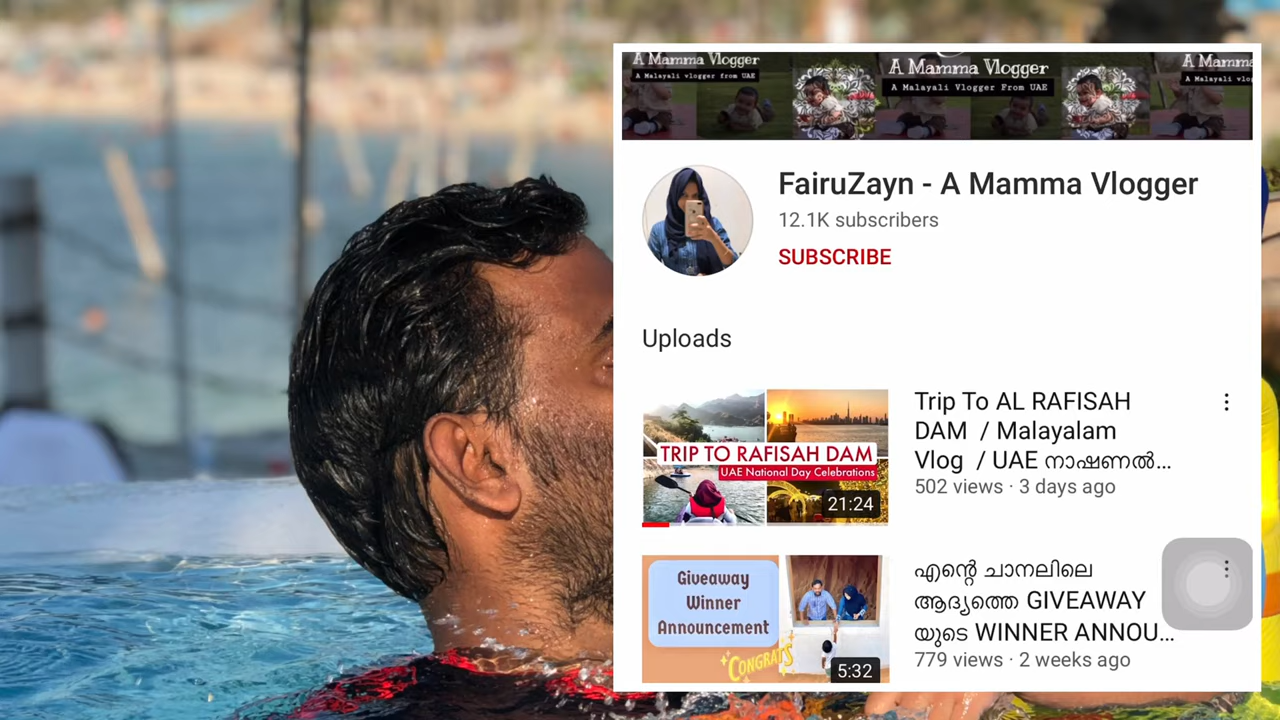 A Mamma Vlogger
A Malayali vlogger from UAE
A Mamma Vlogger
A Malayali Vlogger From UAE
A Mamma
A Malayali vlo
FairuZayn - A Mamma Vlogger
12.1K subscribers
SUBSCRIBE
Uploads
TRIP TO RAFISAH DAM
UAE National Day Celebrations
21:24
Trip To AL RAFISAH
DAM / Malayalam
Vlog / UAE നാഷണൽ...
502 views · 3 days ago
Giveaway
Winner
Announcement
CONGRATS
5:32
എന്റെ ചാനലിലെ
ആദ്യത്തെ GIVEAWAY
യുടെ WINNER ANNOU...
779 views · 2 weeks ago